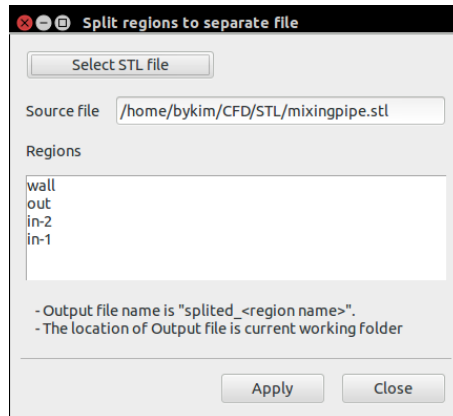 Split regions to separate file
Select STL file
Source file /home/bykim/CFD/STL/mixingpipe.stl
Regions
wall
out
in-2
in-1
- Output file name is "splited_<region name>".
- The location of Output file is current working folder
Apply Close